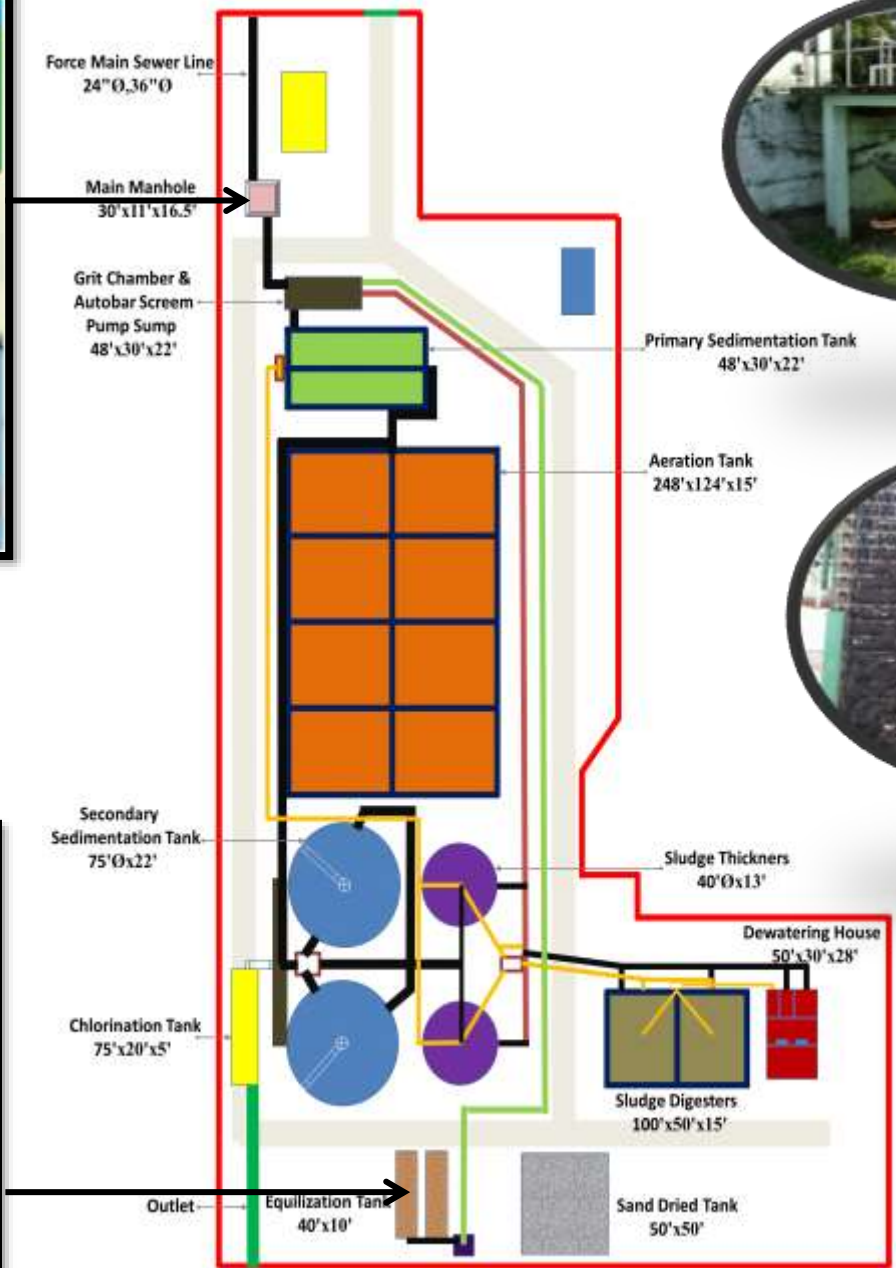 Force Main Sewer Line
24"Ø,36"Ø
Main Manhole
30'x11'x16.5'
Grit Chamber &
Autobar Screem
Pump Sump
48'x30'x22'
Primary Sedimentation Tank
48'x30'x22'
Aeration Tank
248'x124'x15'
Secondary
Sedimentation Tank
75'Øx22'
Sludge Thickners
40'Øx13'
Dewatering House
50'x30'x28'
Chlorination Tank
75'x20'x5'
Sludge Digesters
100'x50'x15'
Outlet
Equilization Tank
40'x10'
Sand Dried Tank
50'x50'